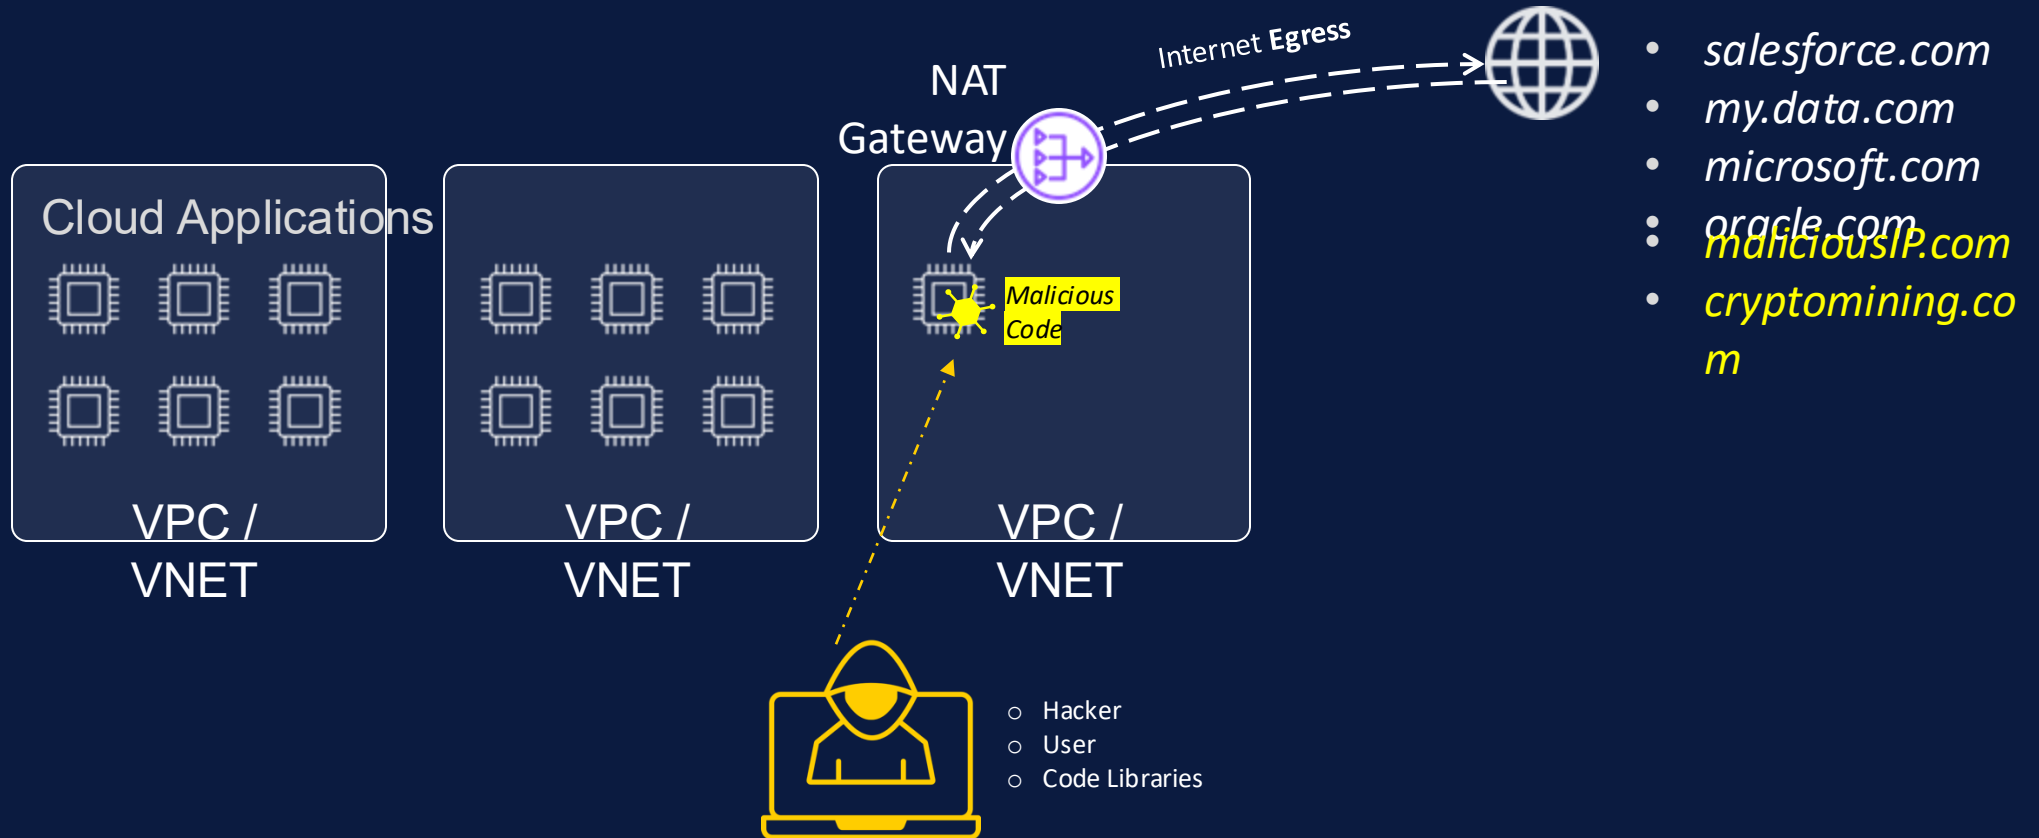 Internet Egress
NAT
Gateway
• salesforce.com
• my.data.com
• microsoft.com
• oracle.com
• maliciousIP.com
• cryptomining.co
m
Cloud Applications
Malicious
Code
VPC /
VNET
VPC /
VNET
VPC /
VNET
○ Hacker
○ User
○ Code Libraries